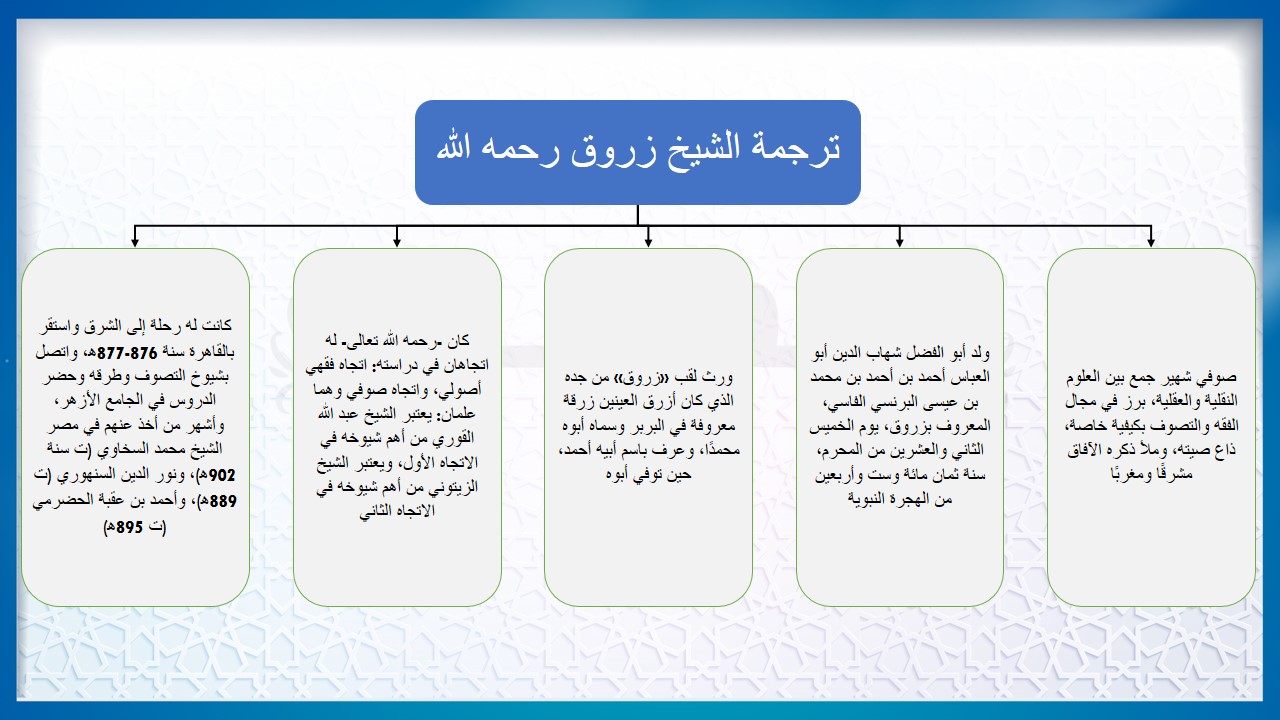 ترجمة الشيخ زروق رحمه الله
صوفي شهير جمع بين العلوم
النقلية والعقلية، برز في مجال
الفقه والتصوف بكيفية خاصة،
ذاع صيته، وملأ ذكره الآفاق
مشرقًا ومغربًا
ولد أبو الفضل شهاب الدين أبو
العباس أحمد بن أحمد بن محمد
بن عيسى البرنسي الفاسي،
المعروف بزروق، يوم الخميس
الثاني والعشرين من المحرم،
سنة ثمان مائة وست وأربعين
من الهجرة النبوية
ورث لقب «زروق» من جده
الذي كان أزرق العينين زرقة
معروفة في البربر وسماه أبوه
محمدًا، وعرف باسم أبيه أحمد،
حين توفي أبوه
كان -رحمه الله تعالى- له
اتجاهان في دراسته: اتجاه فقهي
أصولي، واتجاه صوفي وهما
علمان: يعتبر الشيخ عبد الله
القوري من أهم شيوخه في
الاتجاه الأول، ويعتبر الشيخ
الزيتوني من أهم شيوخه في
الاتجاه الثاني
كانت له رحلة إلى الشرق واستقر
بالقاهرة سنة 876-877ه، واتصل
بشيوخ التصوف وطرقه وحضر
الدروس في الجامع الأزهر،
وأشهر من أخذ عنهم في مصر
الشيخ محمد السخاوي (ت سنة
902ه)، ونور الدين السنهوري (ت
889ه)، وأحمد بن عقبة الحضرمي
(ت 895ه)